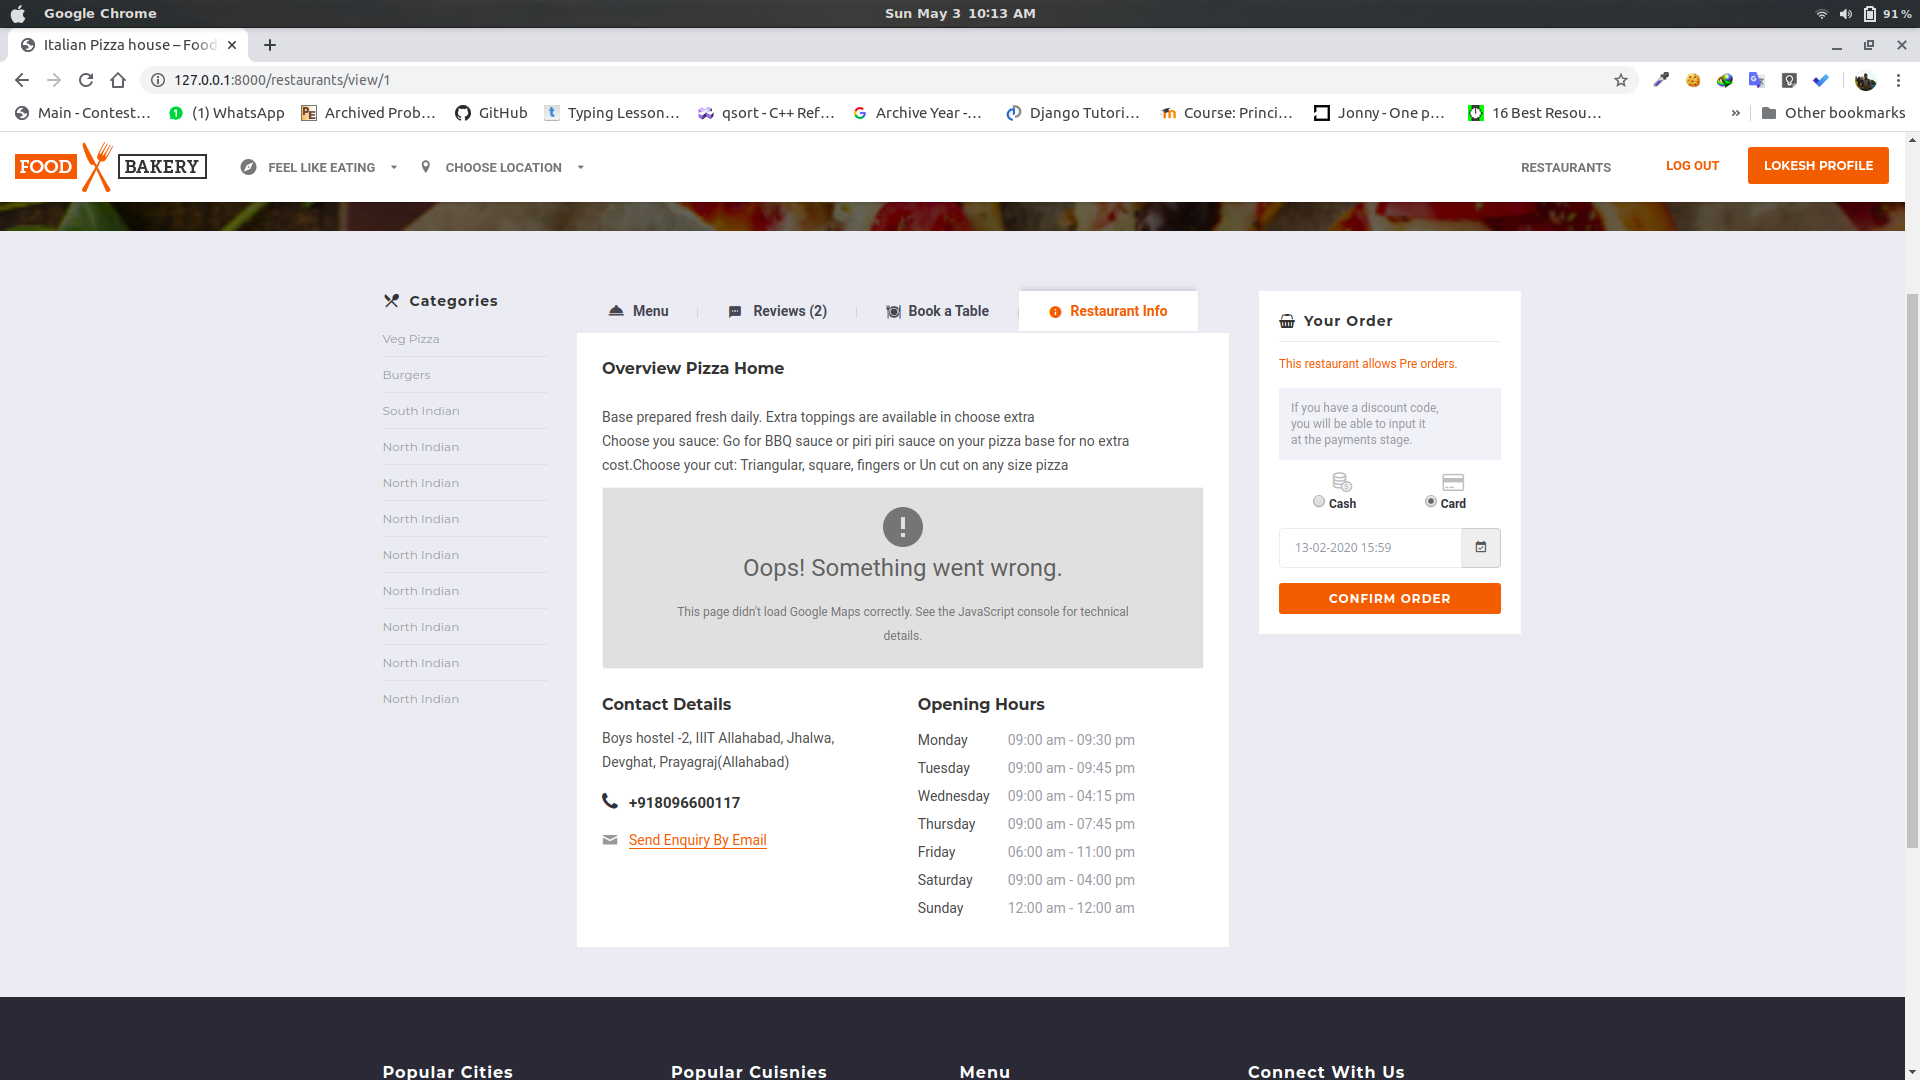 Google Chrome
Sun May 3 10:13 AM
91 %
Italian Pizza house – Food
127.0.0.1:8000/restaurants/view/1
Main - Contest…
(1) WhatsApp
Archived Prob…
GitHub
Typing Lesson…
qsort - C++ Ref…
Archive Year -…
Django Tutori…
Course: Princi…
Jonny - One p…
16 Best Resou…
»
Other bookmarks
FOOD BAKERY
FEEL LIKE EATING
CHOOSE LOCATION
RESTAURANTS
LOG OUT
LOKESH PROFILE
Categories
Veg Pizza
Burgers
South Indian
North Indian
North Indian
North Indian
North Indian
North Indian
North Indian
North Indian
North Indian
Menu
Reviews (2)
Book a Table
Restaurant Info
Overview Pizza Home
Base prepared fresh daily. Extra toppings are available in choose extra
Choose you sauce: Go for BBQ sauce or piri piri sauce on your pizza base for no extra
cost.Choose your cut: Triangular, square, fingers or Un cut on any size pizza
Oops! Something went wrong.
This page didn't load Google Maps correctly. See the JavaScript console for technical
details.
Contact Details
Boys hostel -2, IIIT Allahabad, Jhalwa,
Devghat, Prayagraj(Allahabad)
+918096600117
Send Enquiry By Email
Opening Hours
Monday 09:00 am - 09:30 pm
Tuesday 09:00 am - 09:45 pm
Wednesday 09:00 am - 04:15 pm
Thursday 09:00 am - 07:45 pm
Friday 06:00 am - 11:00 pm
Saturday 09:00 am - 04:00 pm
Sunday 12:00 am - 12:00 am
Your Order
This restaurant allows Pre orders.
If you have a discount code,
you will be able to input it
at the payments stage.
Cash
Card
13-02-2020 15:59
CONFIRM ORDER
Popular Cities
Popular Cuisnies
Menu
Connect With Us